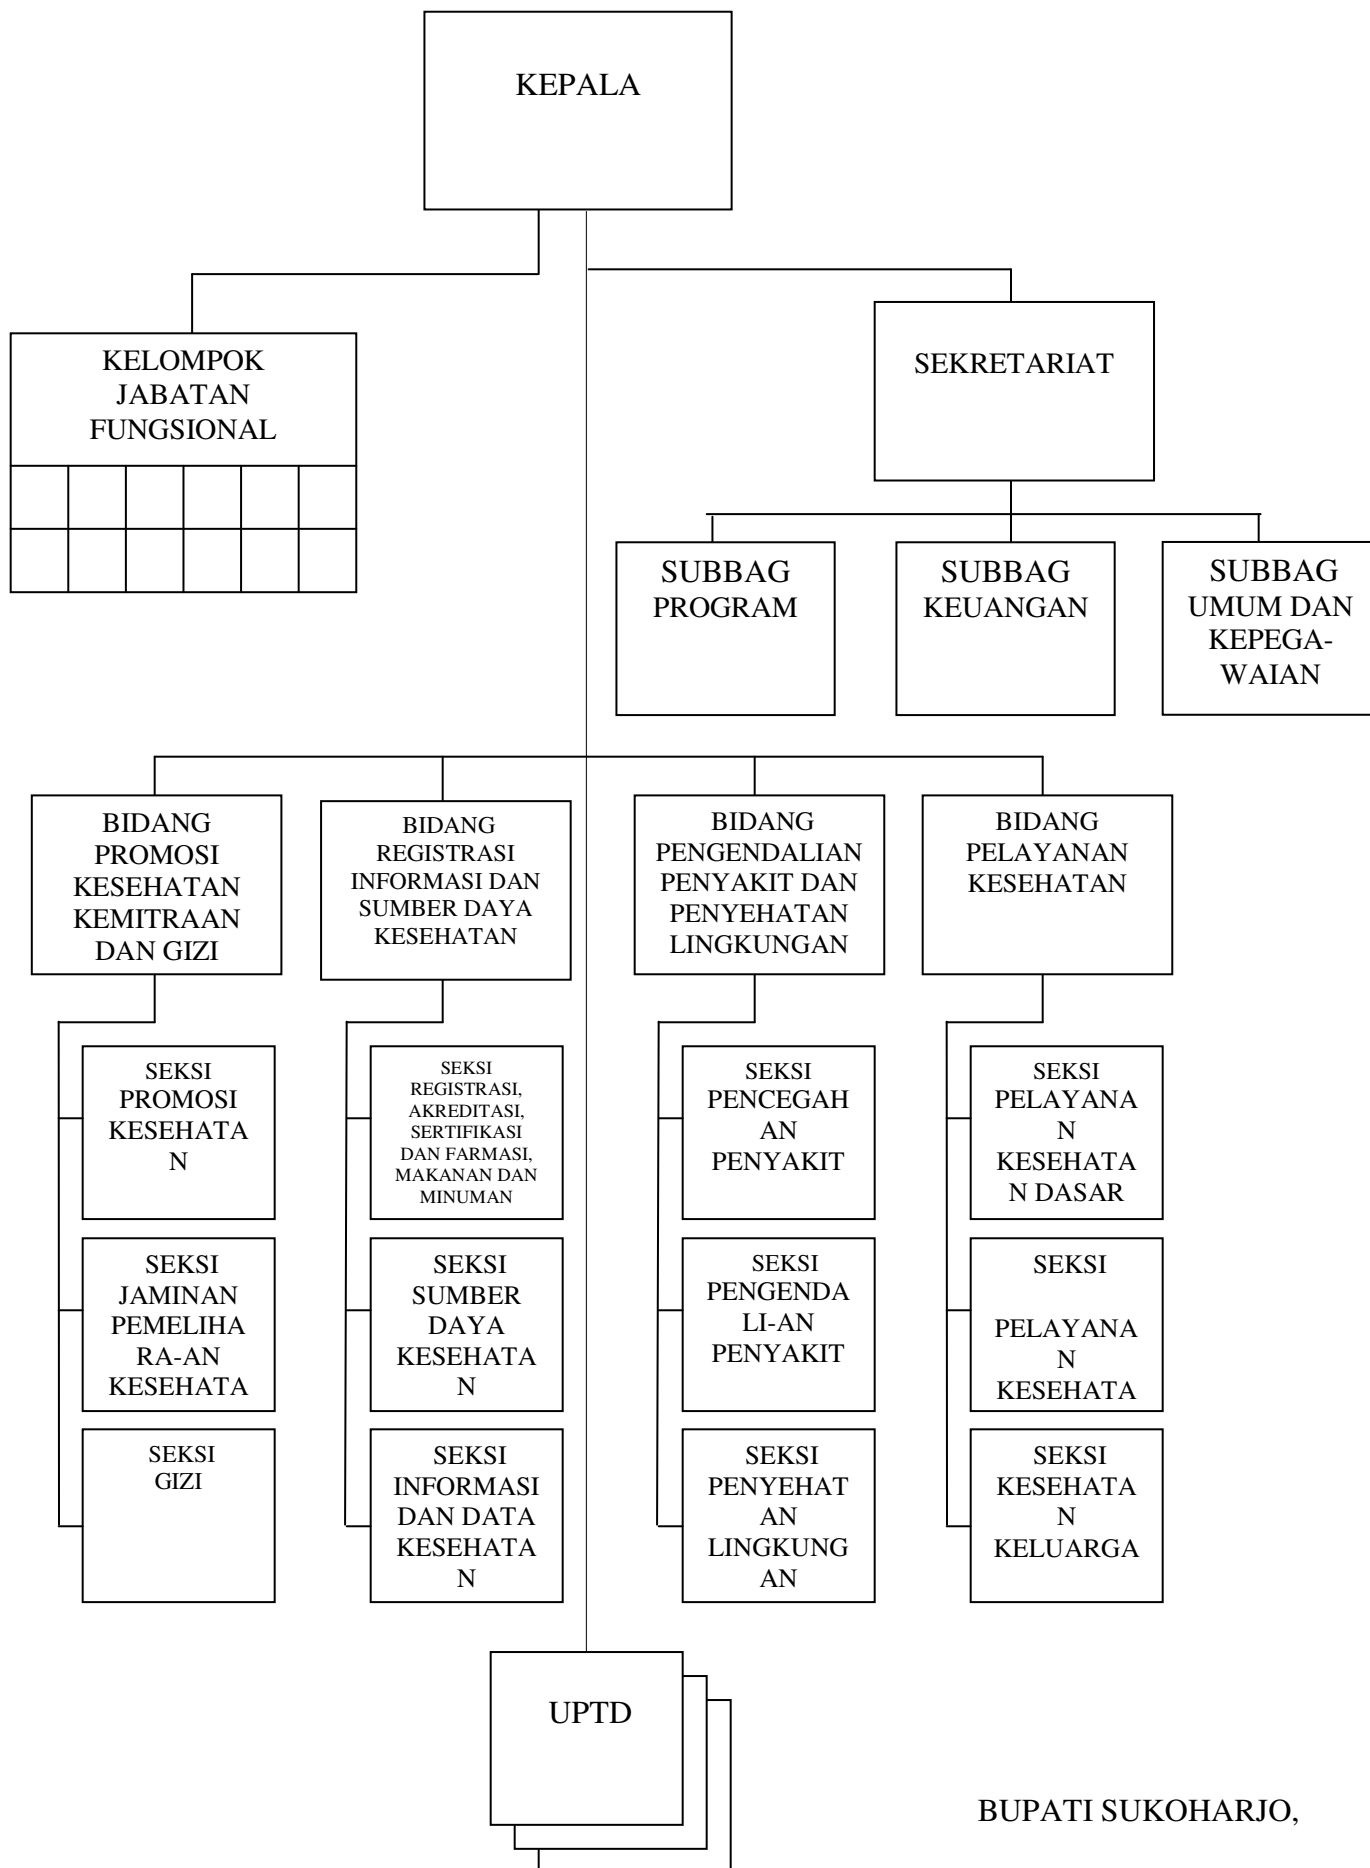 KEPALA
KELOMPOK
JABATAN
FUNGSIONAL
SEKRETARIAT
SUBBAG
PROGRAM
SUBBAG
KEUANGAN
SUBBAG
UMUM DAN
KEPEGA-
WAIAN
BIDANG
PROMOSI
KESEHATAN
KEMITRAAN
DAN GIZI
BIDANG
REGISTRASI
INFORMASI DAN
SUMBER DAYA
KESEHATAN
BIDANG
PENGENDALIAN
PENYAKIT DAN
PENYEHATAN
LINGKUNGAN
BIDANG
PELAYANAN
KESEHATAN
SEKSI
PROMOSI
KESEHATA
N
SEKSI
REGISTRASI,
AKREDITASI,
SERTIFIKASI
DAN FARMASI,
MAKANAN DAN
MINUMAN
SEKSI
PENCEGAH
AN
PENYAKIT
SEKSI
PELAYANA
N
KESEHATA
N DASAR
SEKSI
JAMINAN
PEMELIHA
RA-AN
KESEHATA
SEKSI
SUMBER
DAYA
KESEHATA
N
SEKSI
PENGENDA
LI-AN
PENYAKIT
SEKSI
PELAYANA
N
KESEHATA
SEKSI
GIZI
SEKSI
INFORMASI
DAN DATA
KESEHATA
N
SEKSI
PENYEHAT
AN
LINGKUNG
AN
SEKSI
KESEHATA
N
KELUARGA
UPTD
BUPATI SUKOHARJO,